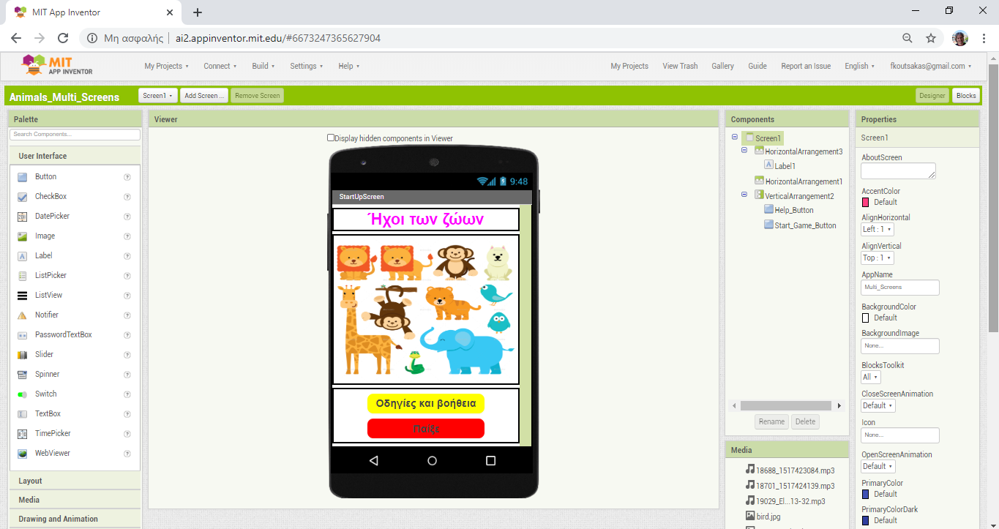 MIT App Inventor
Μη ασφαλής
ai2.appinventor.mit.edu/#6673247365627904
MIT
APP INVENTOR
My Projects
Connect
Build
Settings
Help
My Projects
View Trash
Gallery
Guide
Report an Issue
English
fkoutsakas@gmail.com
Animals_Multi_Screens
Screen1
Add Screen ...
Remove Screen
Designer
Blocks
Palette
Search Components...
User Interface
Button
CheckBox
DatePicker
Image
Label
ListPicker
ListView
Notifier
PasswordTextBox
Slider
Spinner
Switch
TextBox
TimePicker
WebViewer
Layout
Media
Drawing and Animation
Viewer
Display hidden components in Viewer
9:48
StartUpScreen
Ήχοι των ζώων
Οδηγίες και βοήθεια
Παίξε
Components
Screen1
HorizontalArrangement3
Label1
HorizontalArrangement1
VerticalArrangement2
Help_Button
Start_Game_Button
Rename
Delete
Media
18688_1517423084.mp3
18701_1517424139.mp3
19029_El...13-32.mp3
bird.jpg
Properties
Screen1
AboutScreen
AccentColor
Default
AlignHorizontal
Left : 1
AlignVertical
Top : 1
AppName
Multi_Screens
BackgroundColor
Default
BackgroundImage
None...
BlocksToolkit
All
CloseScreenAnimation
Default
Icon
None...
OpenScreenAnimation
Default
PrimaryColor
Default
PrimaryColorDark
Default